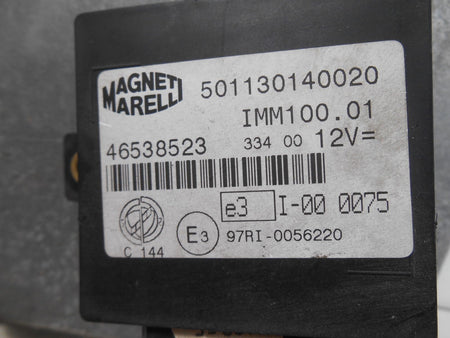 MAGNETI
MARELLI
501130140020
IMM100.01
46538523 334 00 12V=
e3 I-00 0075
E3 97RI-0056220
C 144